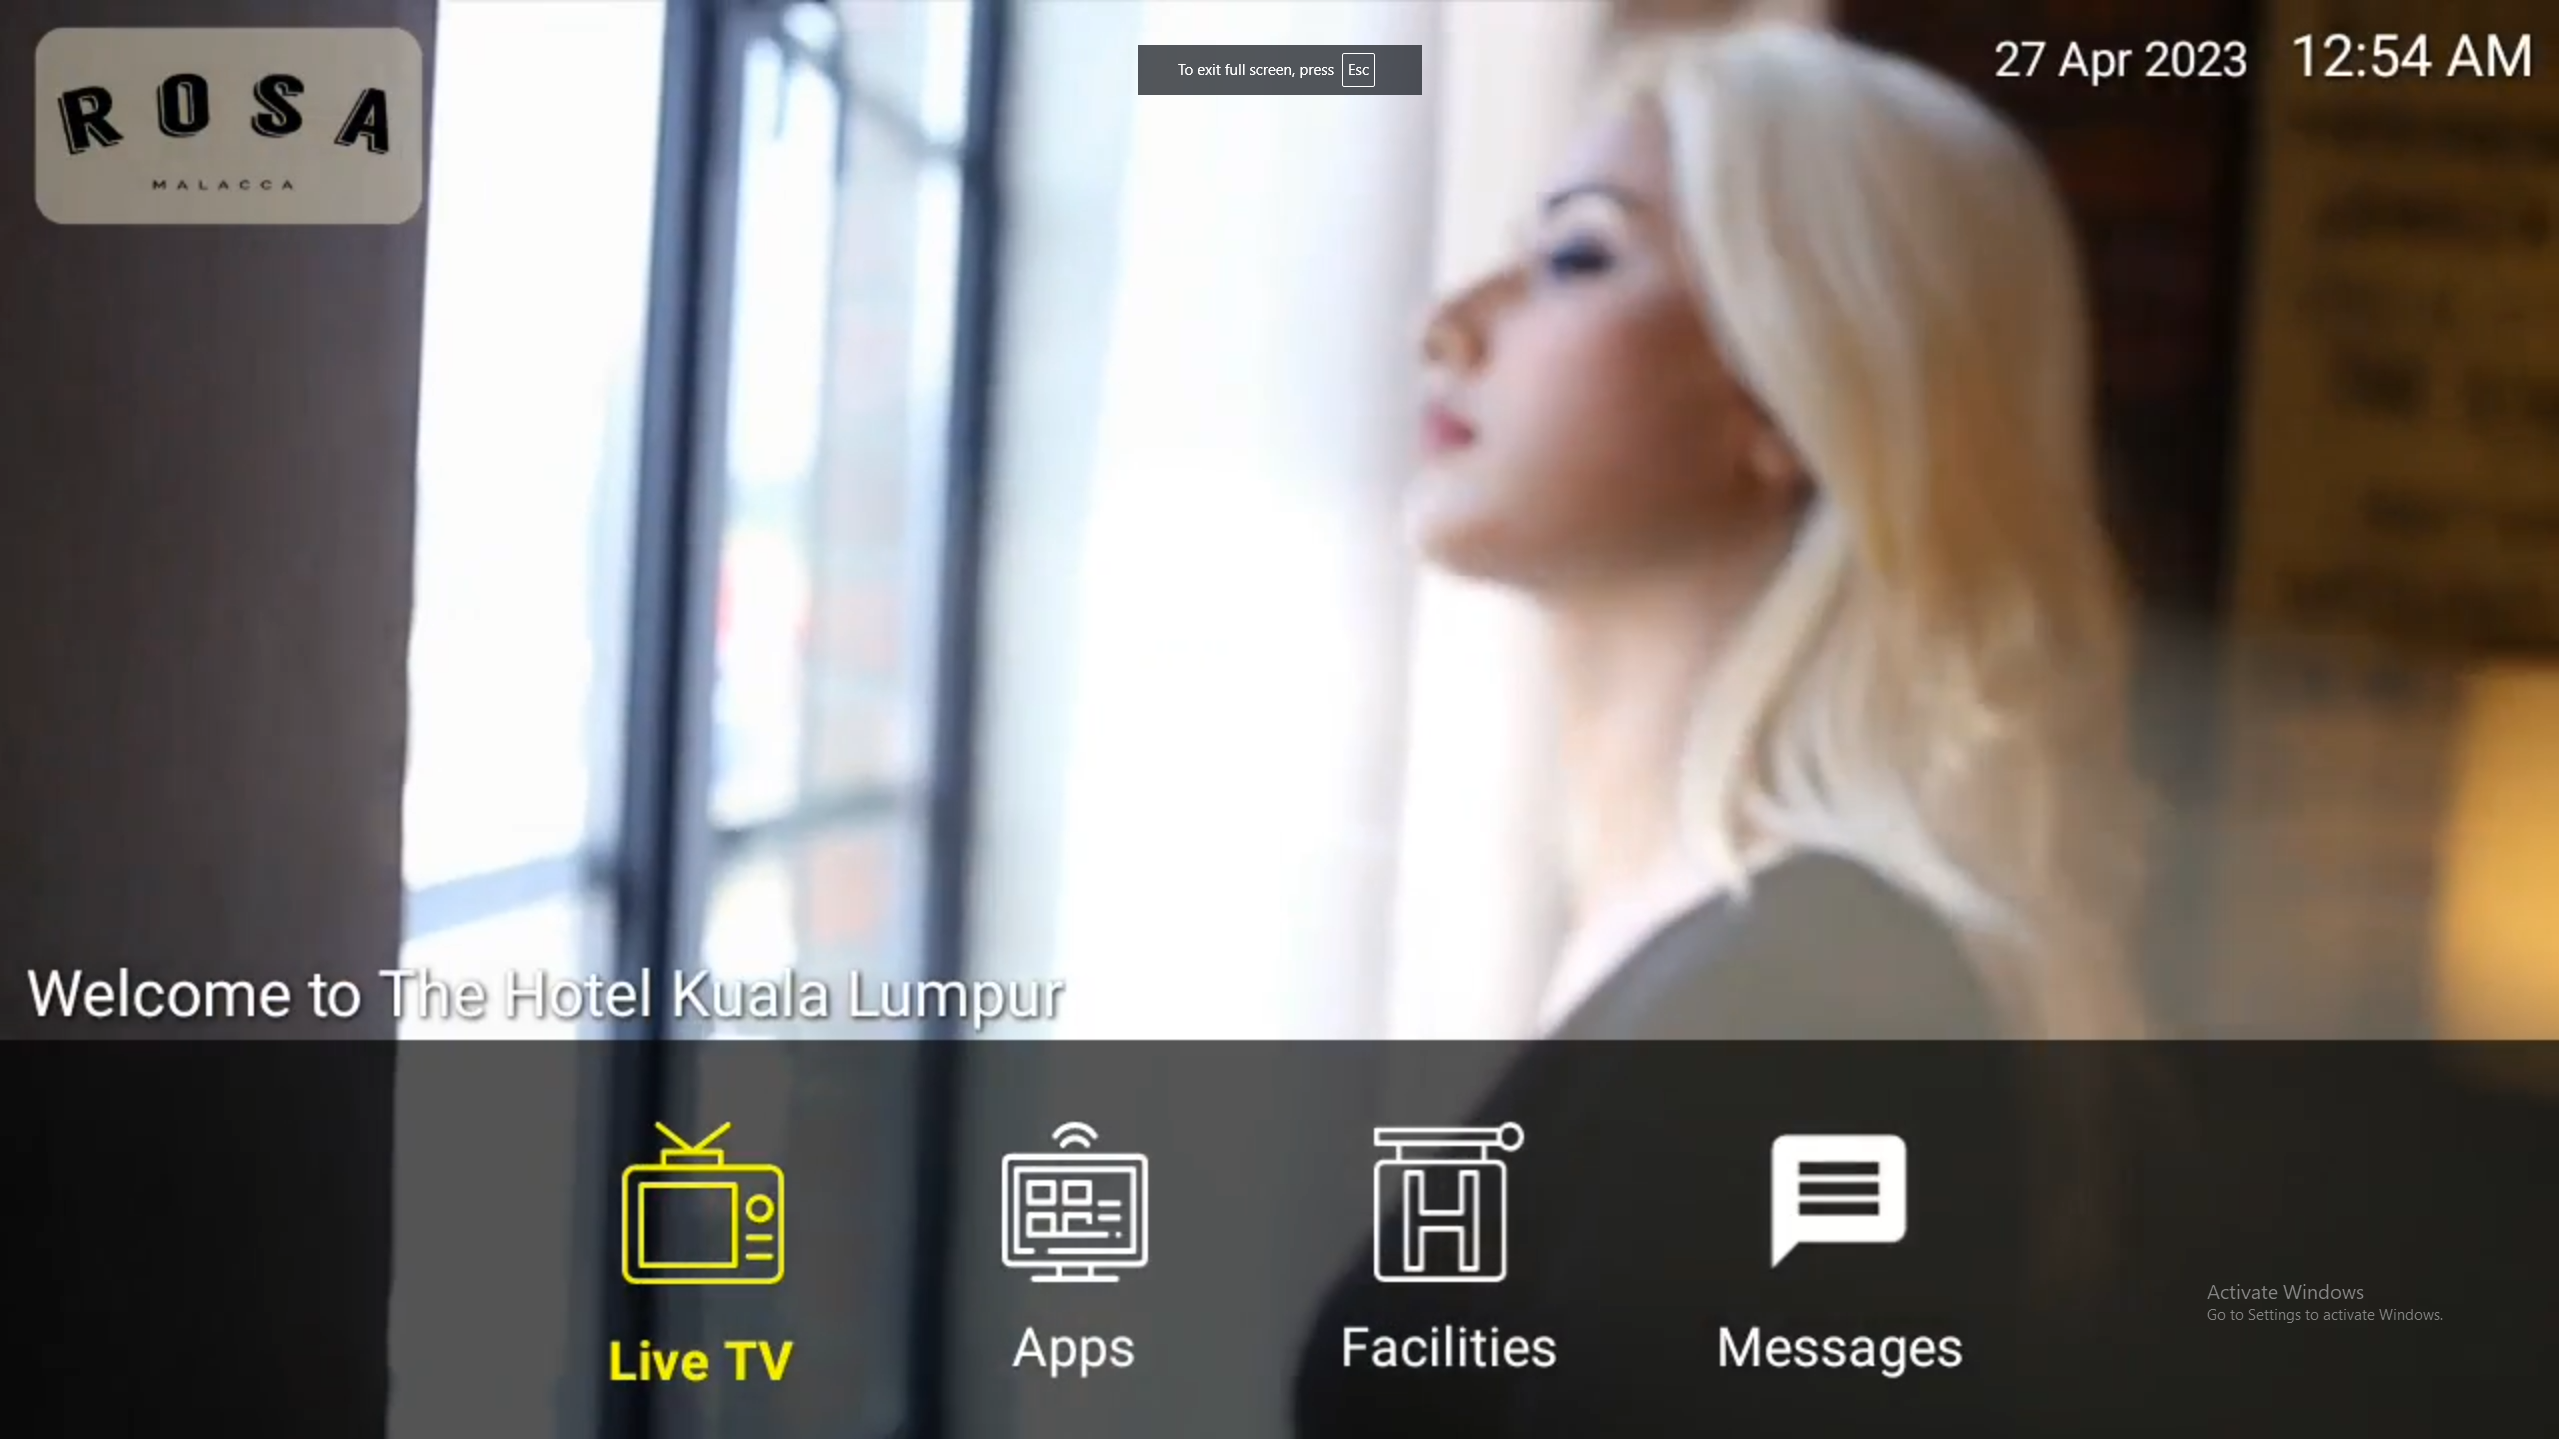 ROSA
MALACCA
To exit full screen, press Esc
27 Apr 2023 12:54 AM
Welcome to The Hotel Kuala Lumpur
H
Live TV
Apps
Facilities
Messages
Activate Windows
Go to Settings to activate Windows.